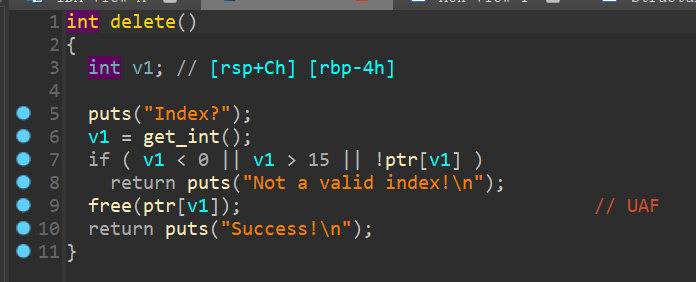 1 int delete()
2 {
3 int v1; // [rsp+Ch] [rbp-4h]
4
5 puts("Index?");
6 v1 = get_int();
7 if ( v1 < 0 || v1 > 15 || !ptr[v1] )
8 return puts("Not a valid index!\n");
9 free(ptr[v1]); // UAF
10 return puts("Success!\n");
11 }